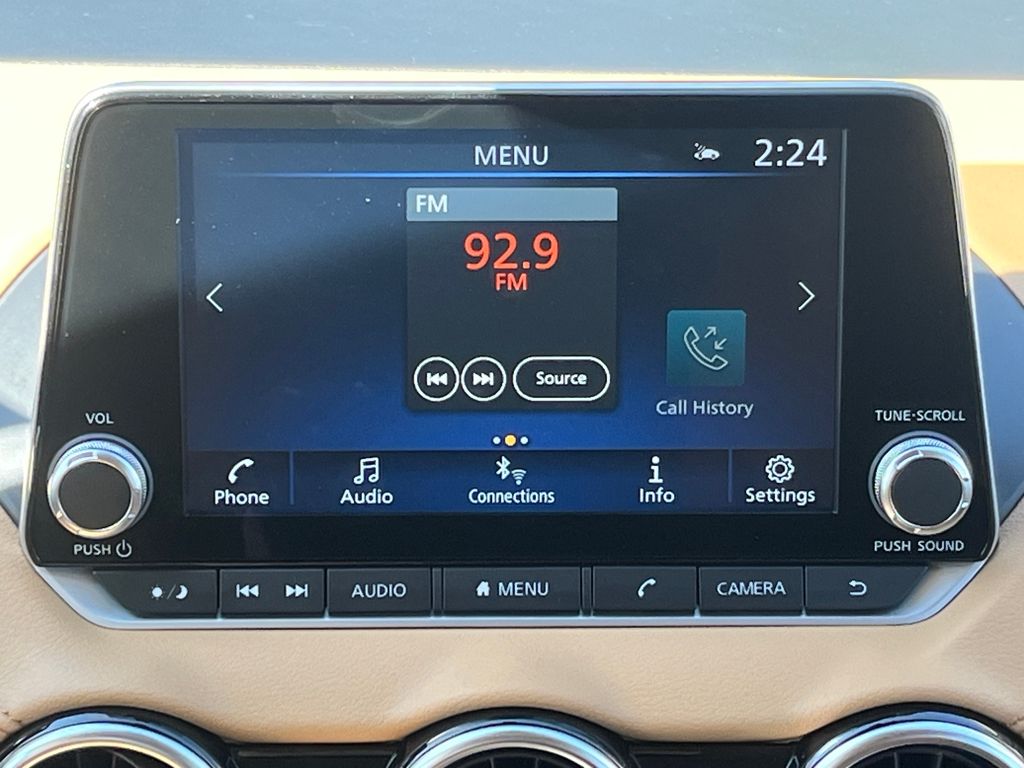 MENU
2:24
FM
92.9
FM
Source
Call History
VOL
TUNE·SCROLL
Phone
Audio
Connections
Info
Settings
PUSH
PUSH SOUND
AUDIO
MENU
CAMERA